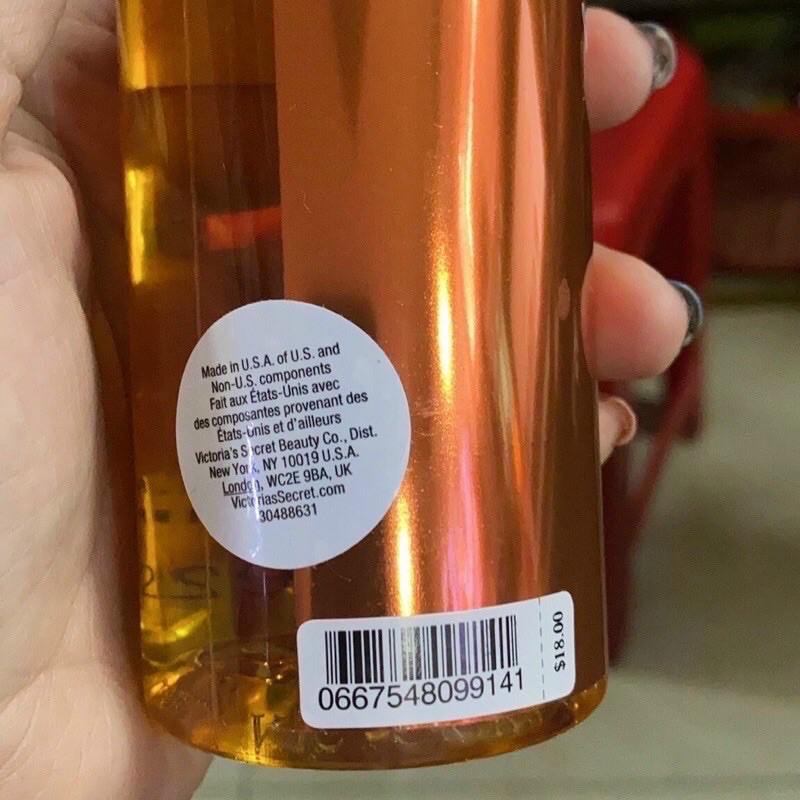 Made in U.S.A. of U.S. and
Non-U.S. components
Fait aux États-Unis avec
des composantes provenant des
États-Unis et d'ailleurs
Victoria's Secret Beauty Co., Dist.
New York, NY 10019 U.S.A.
London, WC2E 9BA, UK
VictoriasSecret.com
30488631
0667548099141
$18.00